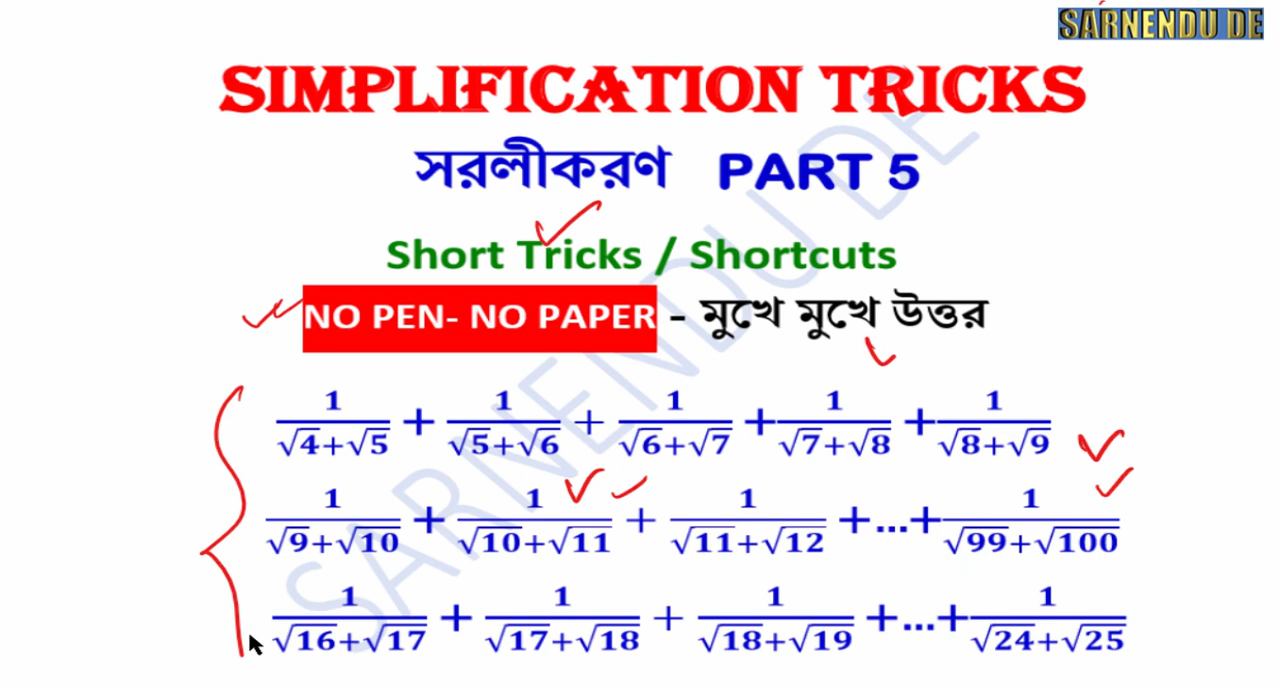 SARNENDU DE
SIMPLIFICATION TRICKS
সরলীকরণ PART 5
Short Tricks / Shortcuts
NO PEN- NO PAPER - মুখে মুখে উত্তর
1/(√4+√5) + 1/(√5+√6) + 1/(√6+√7) + 1/(√7+√8) + 1/(√8+√9)
1/(√9+√10) + 1/(√10+√11) + 1/(√11+√12) +...+ 1/(√99+√100)
1/(√16+√17) + 1/(√17+√18) + 1/(√18+√19) +...+ 1/(√24+√25)
SARNENDU DE